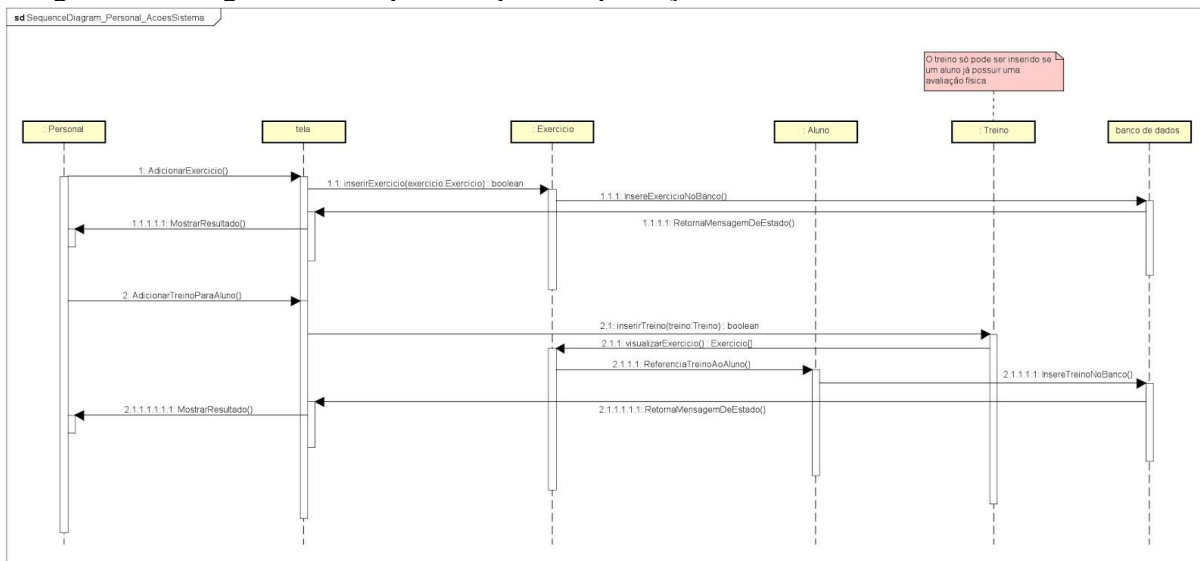 sd SequenceDiagram_Personal_AcoesSistema
O treino só pode ser inserido se
um aluno já possuir uma
avaliação física
: Personal
tela
: Exercicio
: Aluno
: Treino
banco de dados
1: AdicionarExercicio()
1.1: inserirExercicio(exercicio:Exercicio) : boolean
1.1.1: InsereExercicioNoBanco()
1.1.1.1: RetornaMensagemDeEstado()
1.1.1.1.1: MostrarResultado()
2: AdicionarTreinoParaAluno()
2.1: inserirTreino(treino:Treino) : boolean
2.1.1: visualizarExercicio() : Exercicio[]
2.1.1.1: ReferenciaTreinoAoAluno()
2.1.1.1.1: InsereTreinoNoBanco()
2.1.1.1.1.1: RetornaMensagemDeEstado()
2.1.1.1.1.1.1: MostrarResultado()